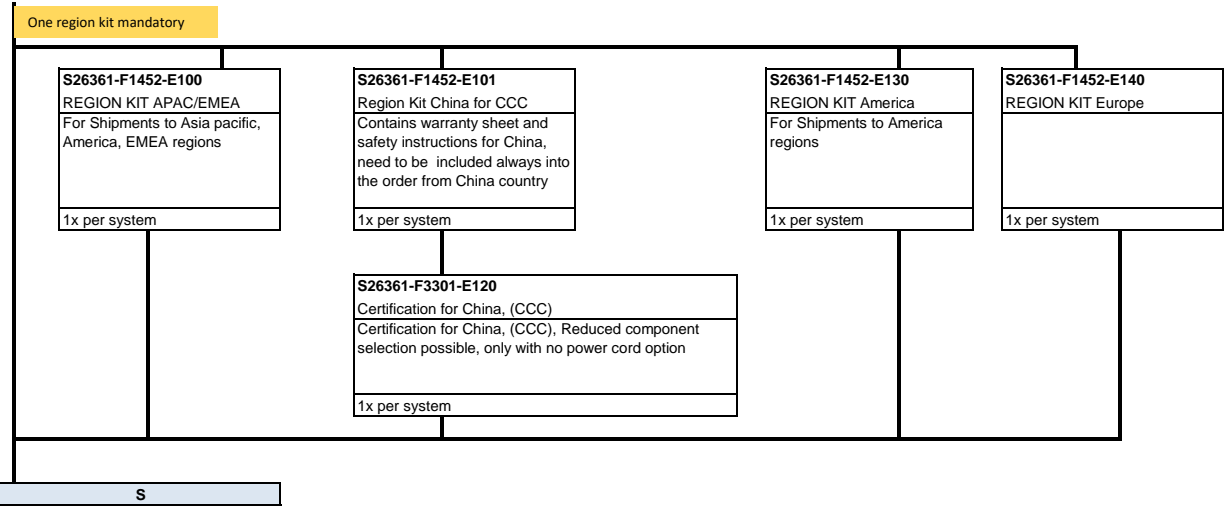 One region kit mandatory
S26361-F1452-E100
REGION KIT APAC/EMEA
For Shipments to Asia pacific,
America, EMEA regions
1x per system
S26361-F1452-E101
Region Kit China for CCC
Contains warranty sheet and
safety instructions for China,
need to be  included always into
the order from China country
1x per system
S26361-F1452-E130
REGION KIT America
For Shipments to America
regions
1x per system
S26361-F1452-E140
REGION KIT Europe
1x per system
S26361-F3301-E120
Certification for China, (CCC)
Certification for China, (CCC), Reduced component
selection possible, only with no power cord option
1x per system
S